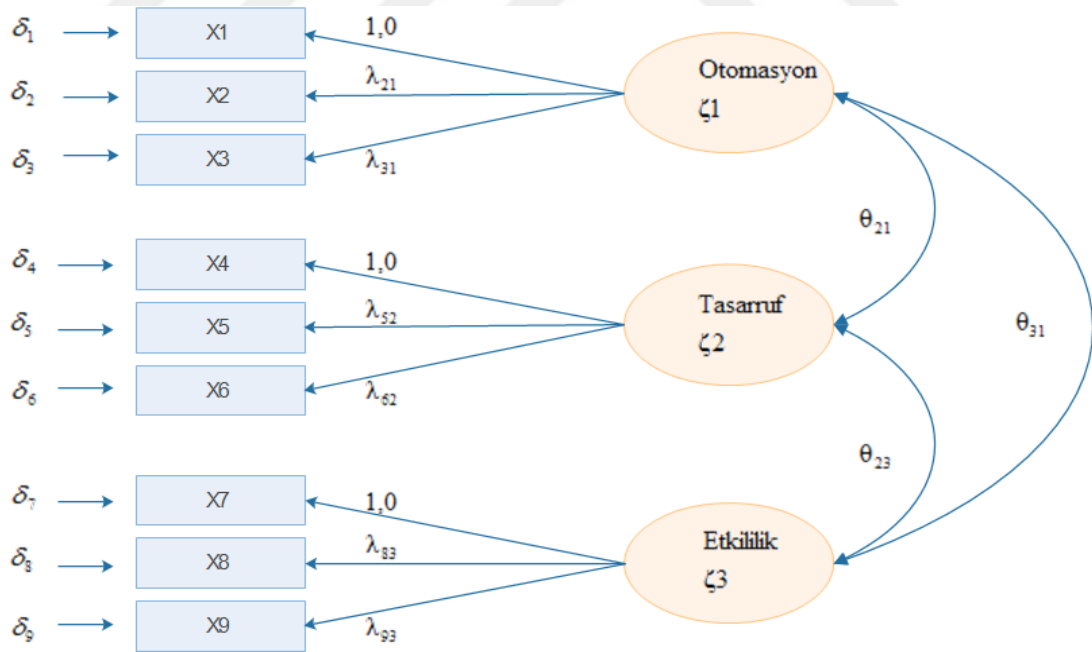 δ₁
X1
1,0
δ₂
X2
λ₂₁
δ₃
X3
λ₃₁
Otomasyon
ζ1
θ₂₁
δ₄
X4
1,0
δ₅
X5
λ₅₂
δ₆
X6
λ₆₂
Tasarruf
ζ2
θ₃₁
θ₂₃
δ₇
X7
1,0
δ₈
X8
λ₈₃
δ₉
X9
λ₉₃
Etkililik
ζ3